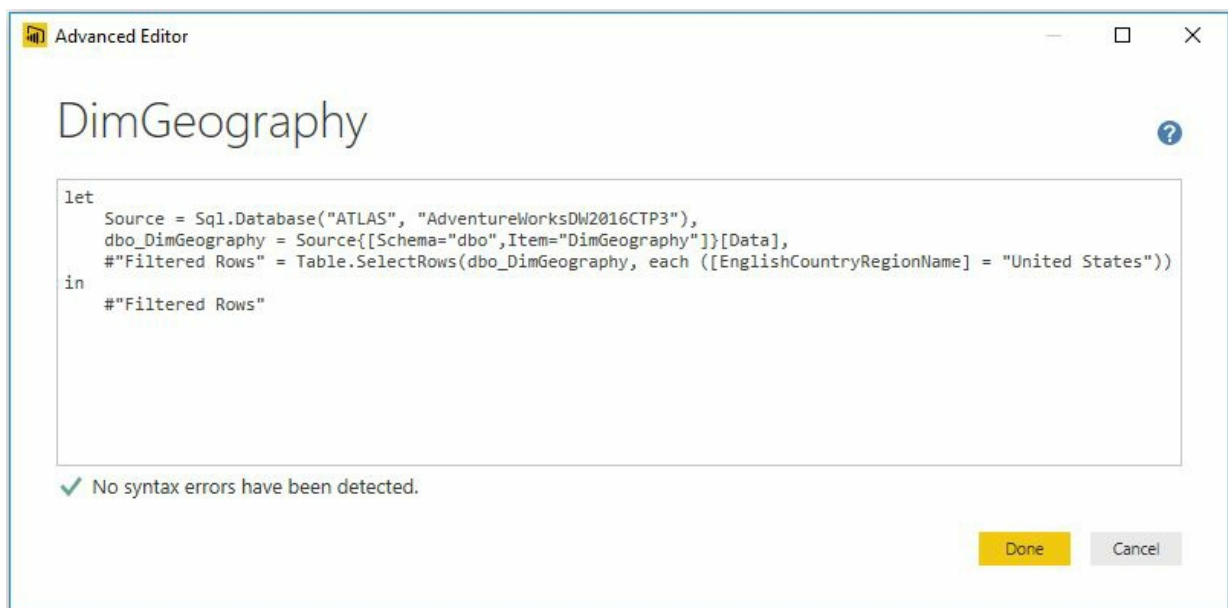 Advanced Editor
DimGeography
?
let
    Source = Sql.Database("ATLAS", "AdventureWorksDW2016CTP3"),
    dbo_DimGeography = Source{[Schema="dbo",Item="DimGeography"]}[Data],
    #"Filtered Rows" = Table.SelectRows(dbo_DimGeography, each ([EnglishCountryRegionName] = "United States"))
in
    #"Filtered Rows"
No syntax errors have been detected.
Done Cancel